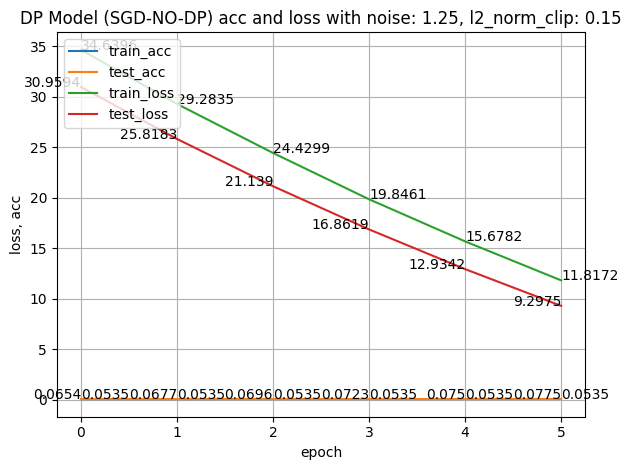 DP Model (SGD-NO-DP) acc and loss with noise: 1.25, l2_norm_clip: 0.15
35
30
25
20
15
10
5
0
loss, acc
train_acc
test_acc
train_loss
test_loss
34.6396
29.2835
24.4299
19.8461
15.6782
11.8172
30.9594
25.8183
21.139
16.8619
12.9342
9.2975
0.0654 0.0535 0.0677 0.0535 0.0696 0.0535 0.0723 0.0535 0.075 0.0535 0.0775 0.0535
0 1 2 3 4 5
epoch